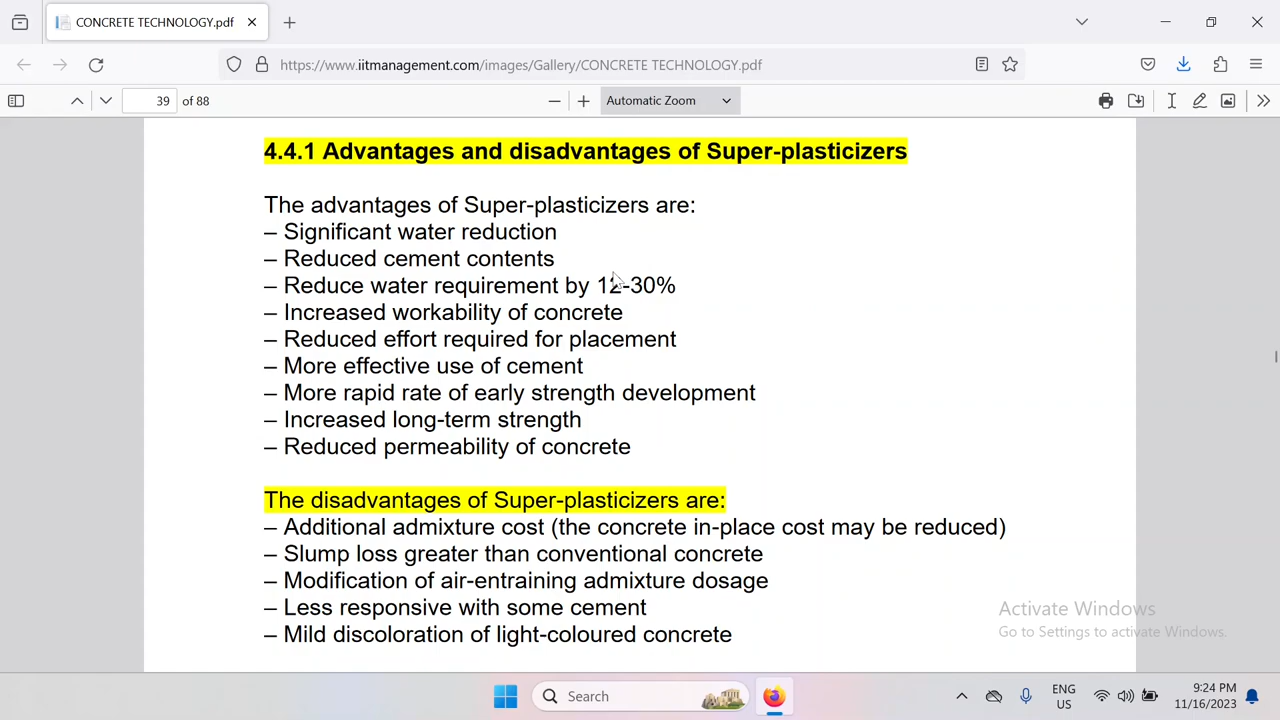 CONCRETE TECHNOLOGY.pdf
https://www.iitmanagement.com/images/Gallery/CONCRETE TECHNOLOGY.pdf
39 of 88
Automatic Zoom
4.4.1 Advantages and disadvantages of Super-plasticizers
The advantages of Super-plasticizers are:
– Significant water reduction
– Reduced cement contents
– Reduce water requirement by 12-30%
– Increased workability of concrete
– Reduced effort required for placement
– More effective use of cement
– More rapid rate of early strength development
– Increased long-term strength
– Reduced permeability of concrete
The disadvantages of Super-plasticizers are:
– Additional admixture cost (the concrete in-place cost may be reduced)
– Slump loss greater than conventional concrete
– Modification of air-entraining admixture dosage
– Less responsive with some cement
– Mild discoloration of light-coloured concrete
Activate Windows
Go to Settings to activate Windows.
Search
ENG
US
9:24 PM
11/16/2023